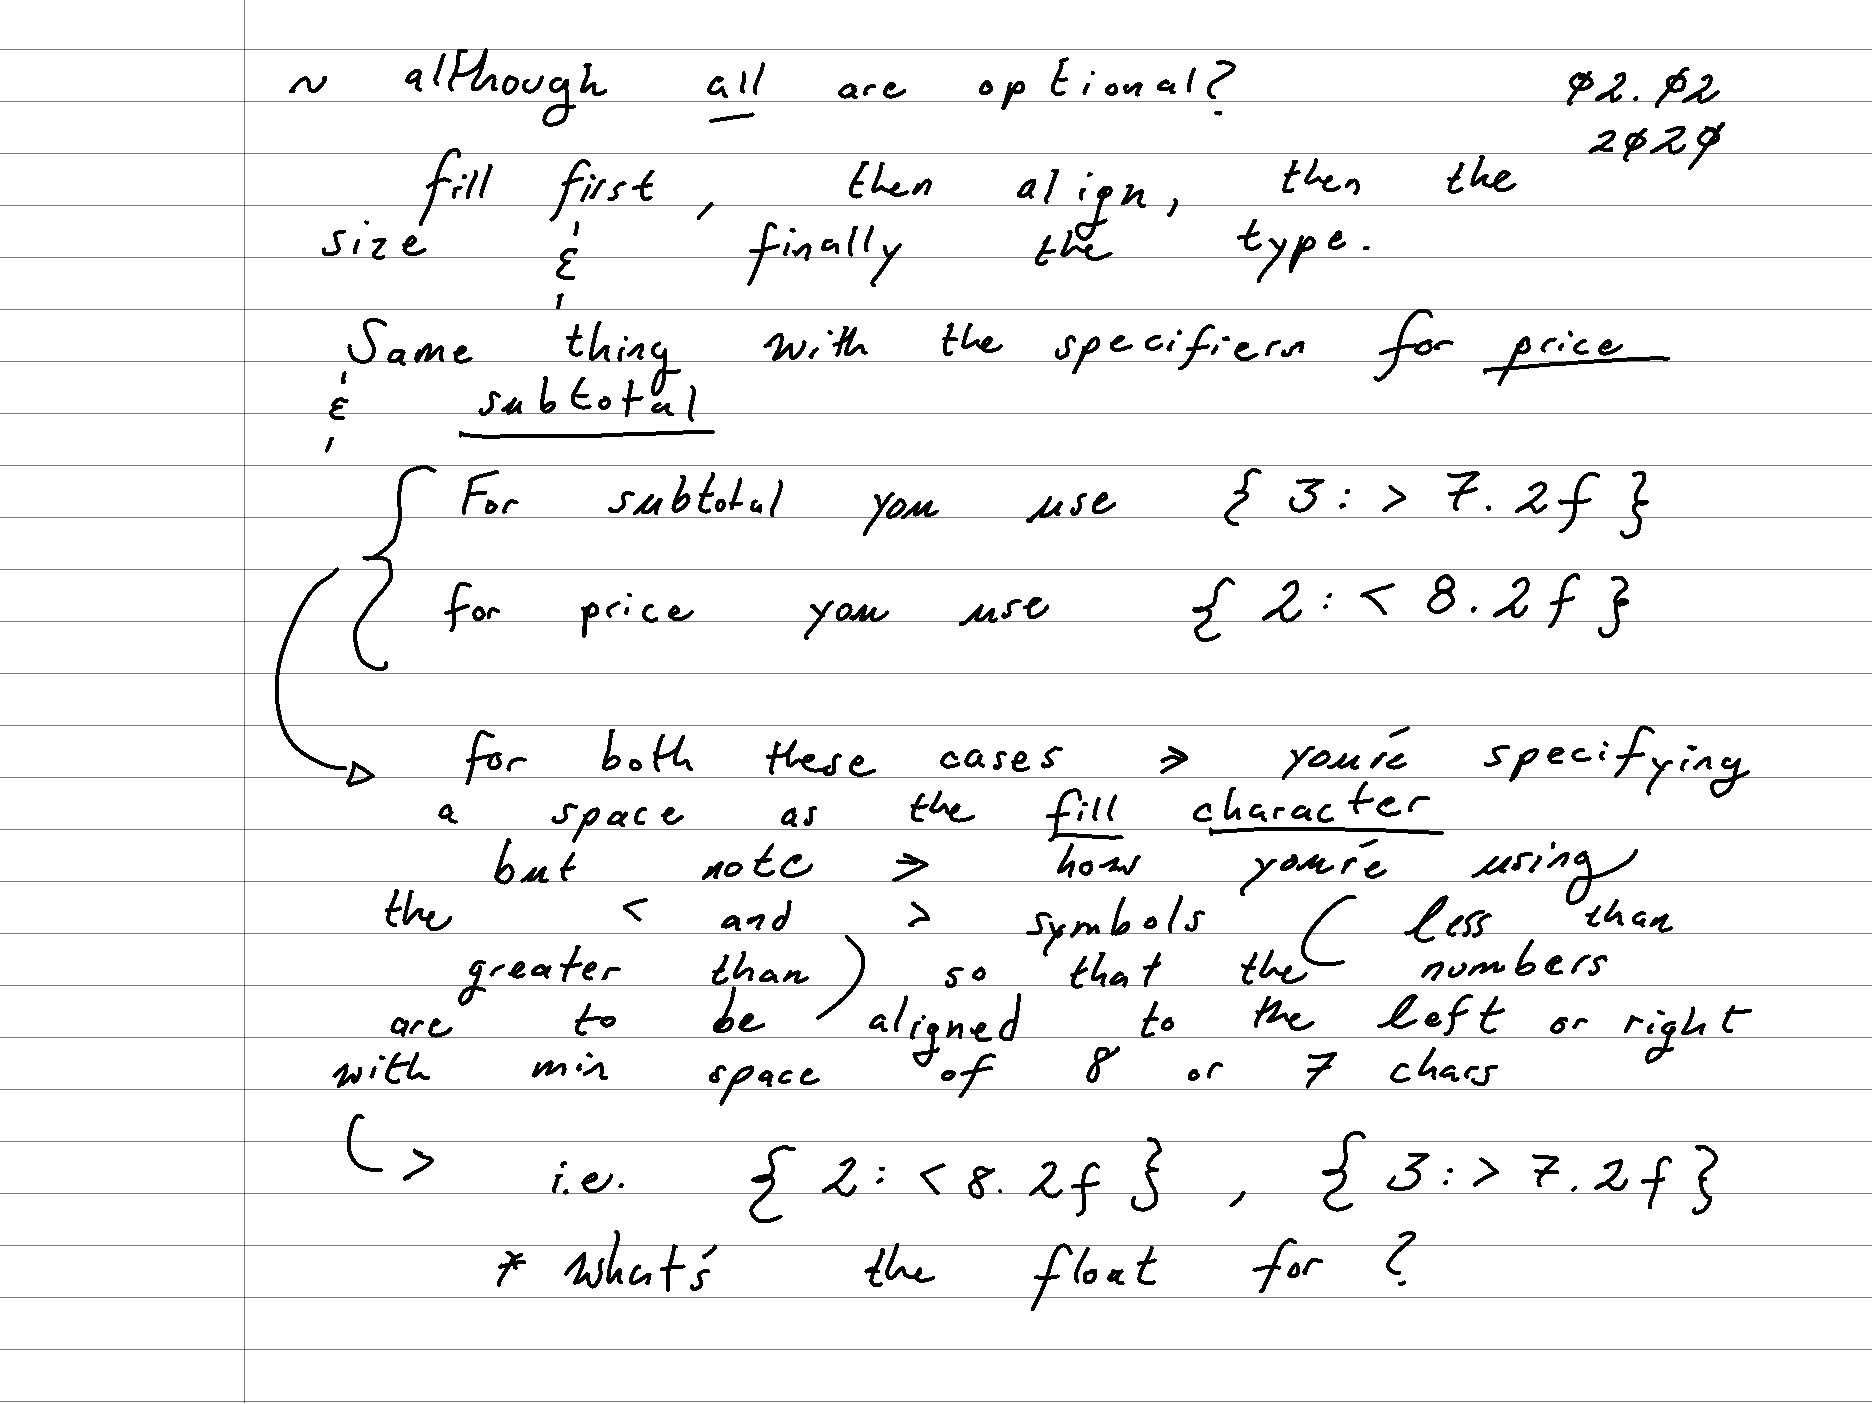 ~ although all are optional? 02.02
2020
fill first, then align, then the
size & finally the type.
Same thing with the specifiers for price
& subtotal
For subtotal you use { 3 : > 7.2f }
for price you use { 2 : < 8.2f }
for both these cases > you're specifying
a space as the fill character
but note > how you're using
the < and > symbols ( less than
greater than ) so that the numbers
are to be aligned to the left or right
with min space of 8 or 7 chars
> i.e. { 2 : < 8.2f } , { 3 : > 7.2f }
* what's the float for ?